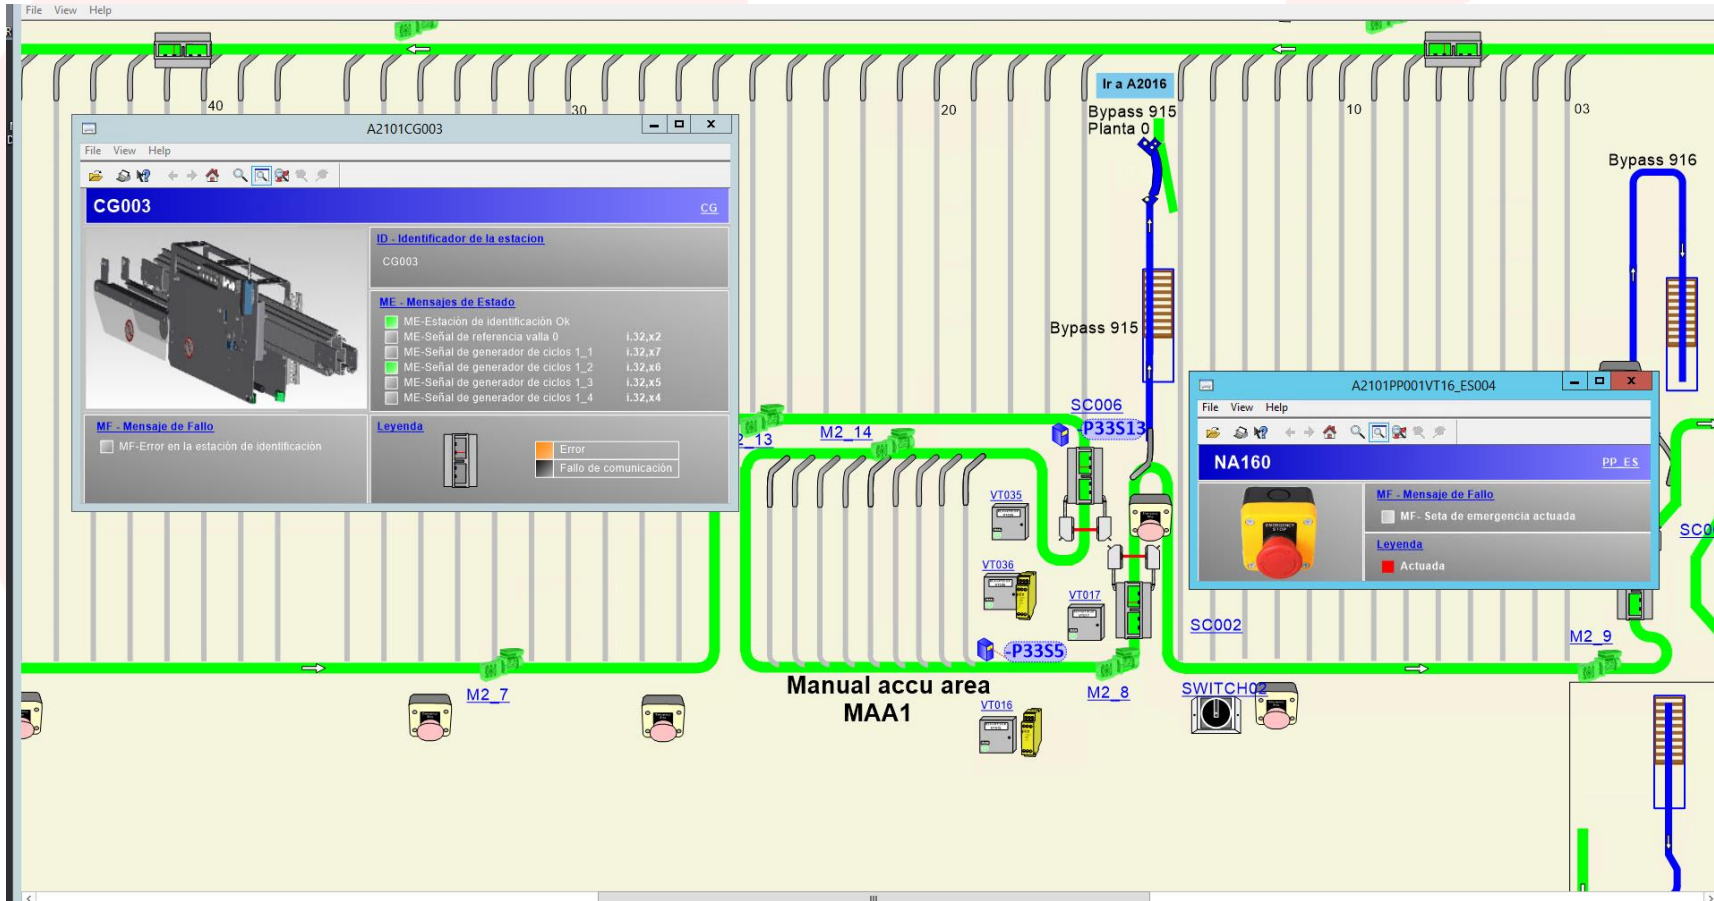 File View Help
Ir a A2016
Bypass 915
Planta 0
40
30
20
10
03
Bypass 916
Bypass 915
A2101CG003
File View Help
CG003
CG
ID - Identificador de la estacion
CG003
ME - Mensajes de Estado
ME-Estación de identificación Ok
ME-Señal de referencia valla 0 i.32,x2
ME-Señal de generador de ciclos 1_1 i.32,x7
ME-Señal de generador de ciclos 1_2 i.32,x6
ME-Señal de generador de ciclos 1_3 i.32,x5
ME-Señal de generador de ciclos 1_4 i.32,x4
MF - Mensaje de Fallo
MF-Error en la estación de identificación
Leyenda
Error
Fallo de comunicación
A2101PP001VT16_ES004
File View Help
NA160
PP_ES
MF - Mensaje de Fallo
MF- Seta de emergencia actuada
Leyenda
Actuada
EMERGENCY
STOP
SC006
-P33S13
2_13
M2_14
VT035
VT036
VT017
SC002
M2_9
-P33S5
Manual accu area
MAA1
M2_8
M2_7
SWITCH02
VT016